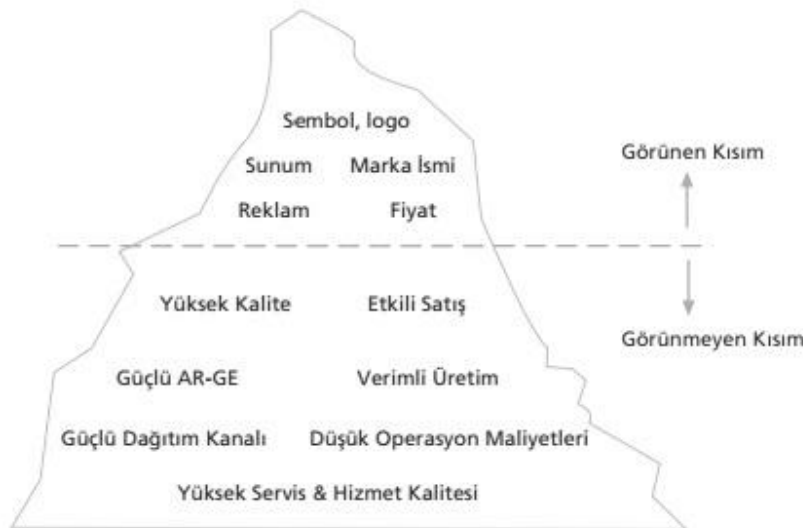 Sembol, logo
Sunum Marka İsmi
Görünen Kısım
Reklam Fiyat
Yüksek Kalite Etkili Satış
Görünmeyen Kısım
Güçlü AR-GE Verimli Üretim
Güçlü Dağıtım Kanalı Düşük Operasyon Maliyetleri
Yüksek Servis & Hizmet Kalitesi